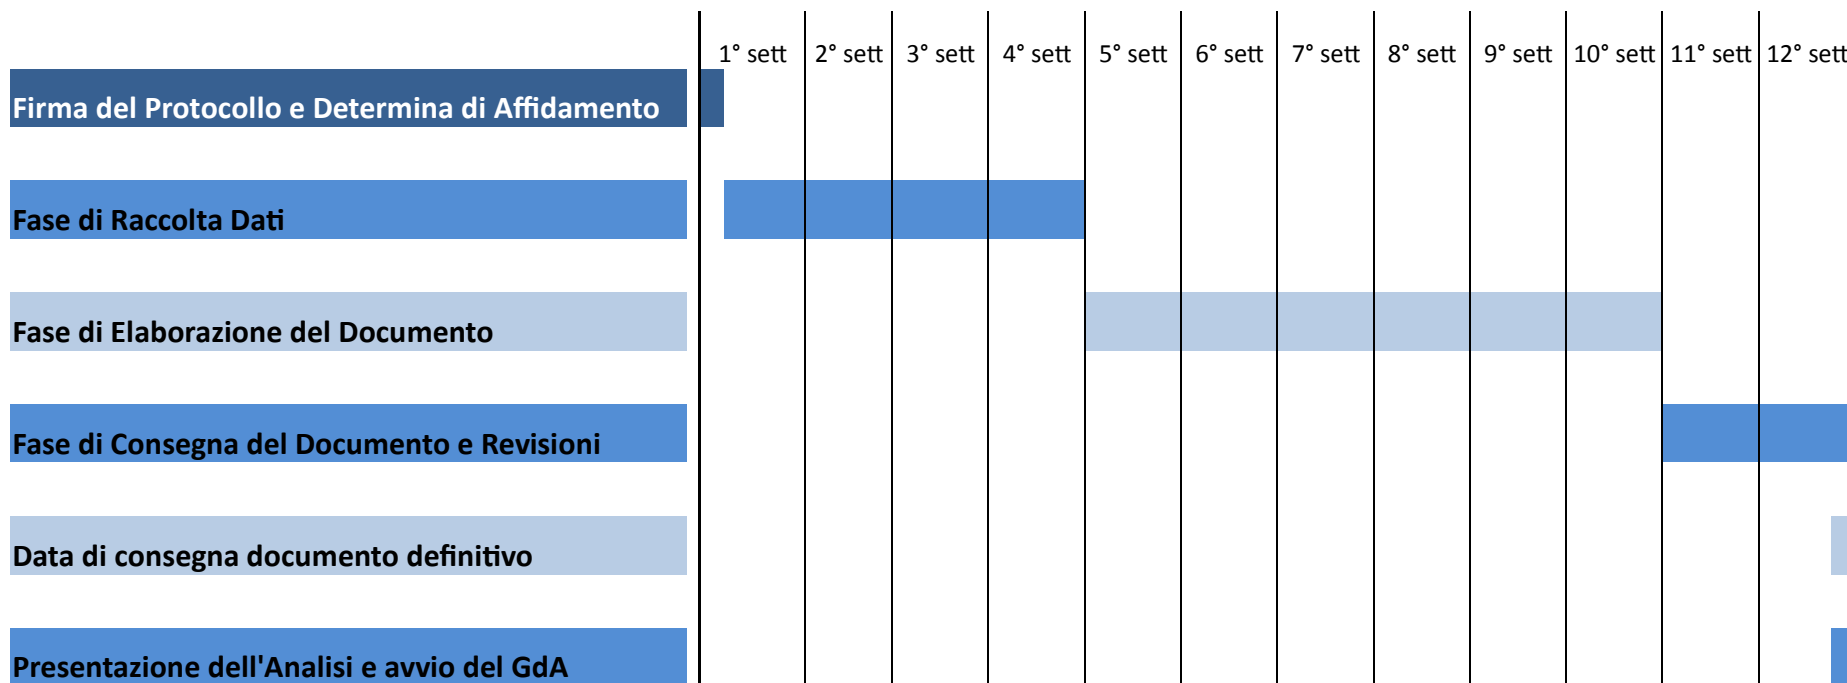 1° sett 2° sett 3° sett 4° sett 5° sett 6° sett 7° sett 8° sett 9° sett 10° sett 11° sett 12° sett
Firma del Protocollo e Determina di Affidamento
Fase di Raccolta Dati
Fase di Elaborazione del Documento
Fase di Consegna del Documento e Revisioni
Data di consegna documento definitivo
Presentazione dell'Analisi e avvio del GdA